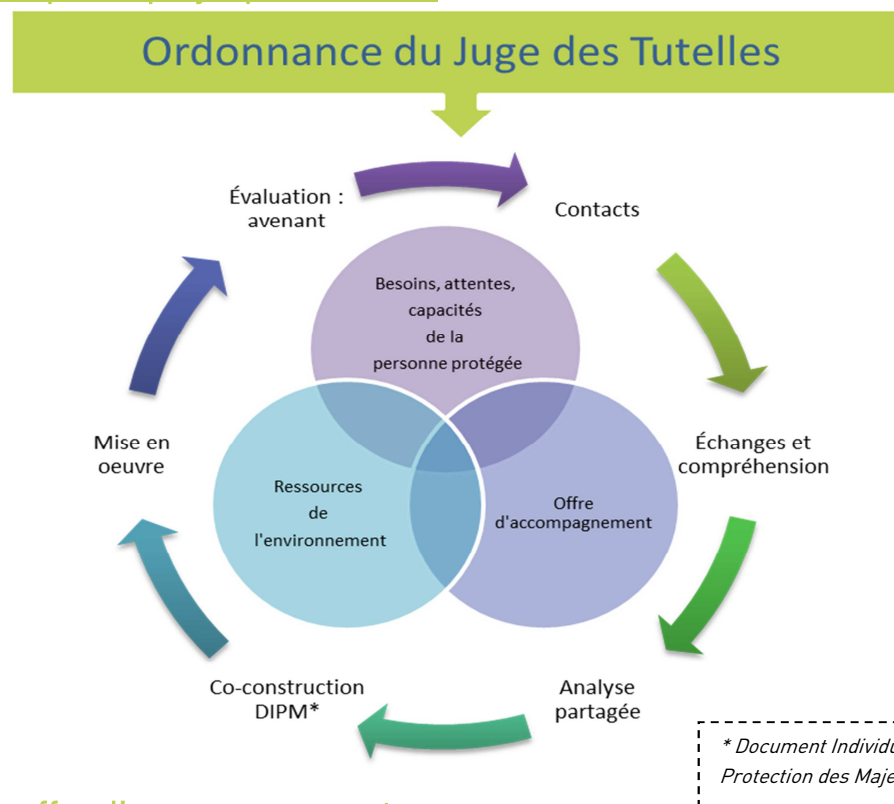 Ordonnance du Juge des Tutelles
Évaluation :
avenant
Contacts
Besoins, attentes,
capacités
de la
personne protégée
Mise en
oeuvre
Échanges et
compréhension
Ressources
de
l'environnement
Offre
d'accompagnement
Co-construction
DIPM*
Analyse
partagée
* Document Individu
Protection des Maje